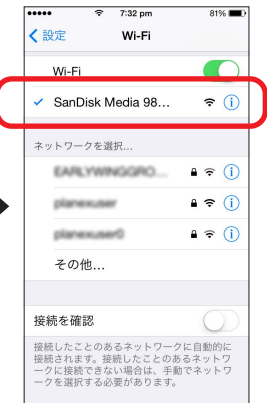 7:32 pm 81%
設定 Wi-Fi
Wi-Fi
SanDisk Media 98...
ネットワークを選択...
EARLYWINGGRO...
planexuser
planexuser0
その他...
接続を確認
接続したことのあるネットワークに自動的に
接続されます。接続したことのあるネットワ
ークに接続できない場合は、手動でネットワ
ークを選択する必要があります。